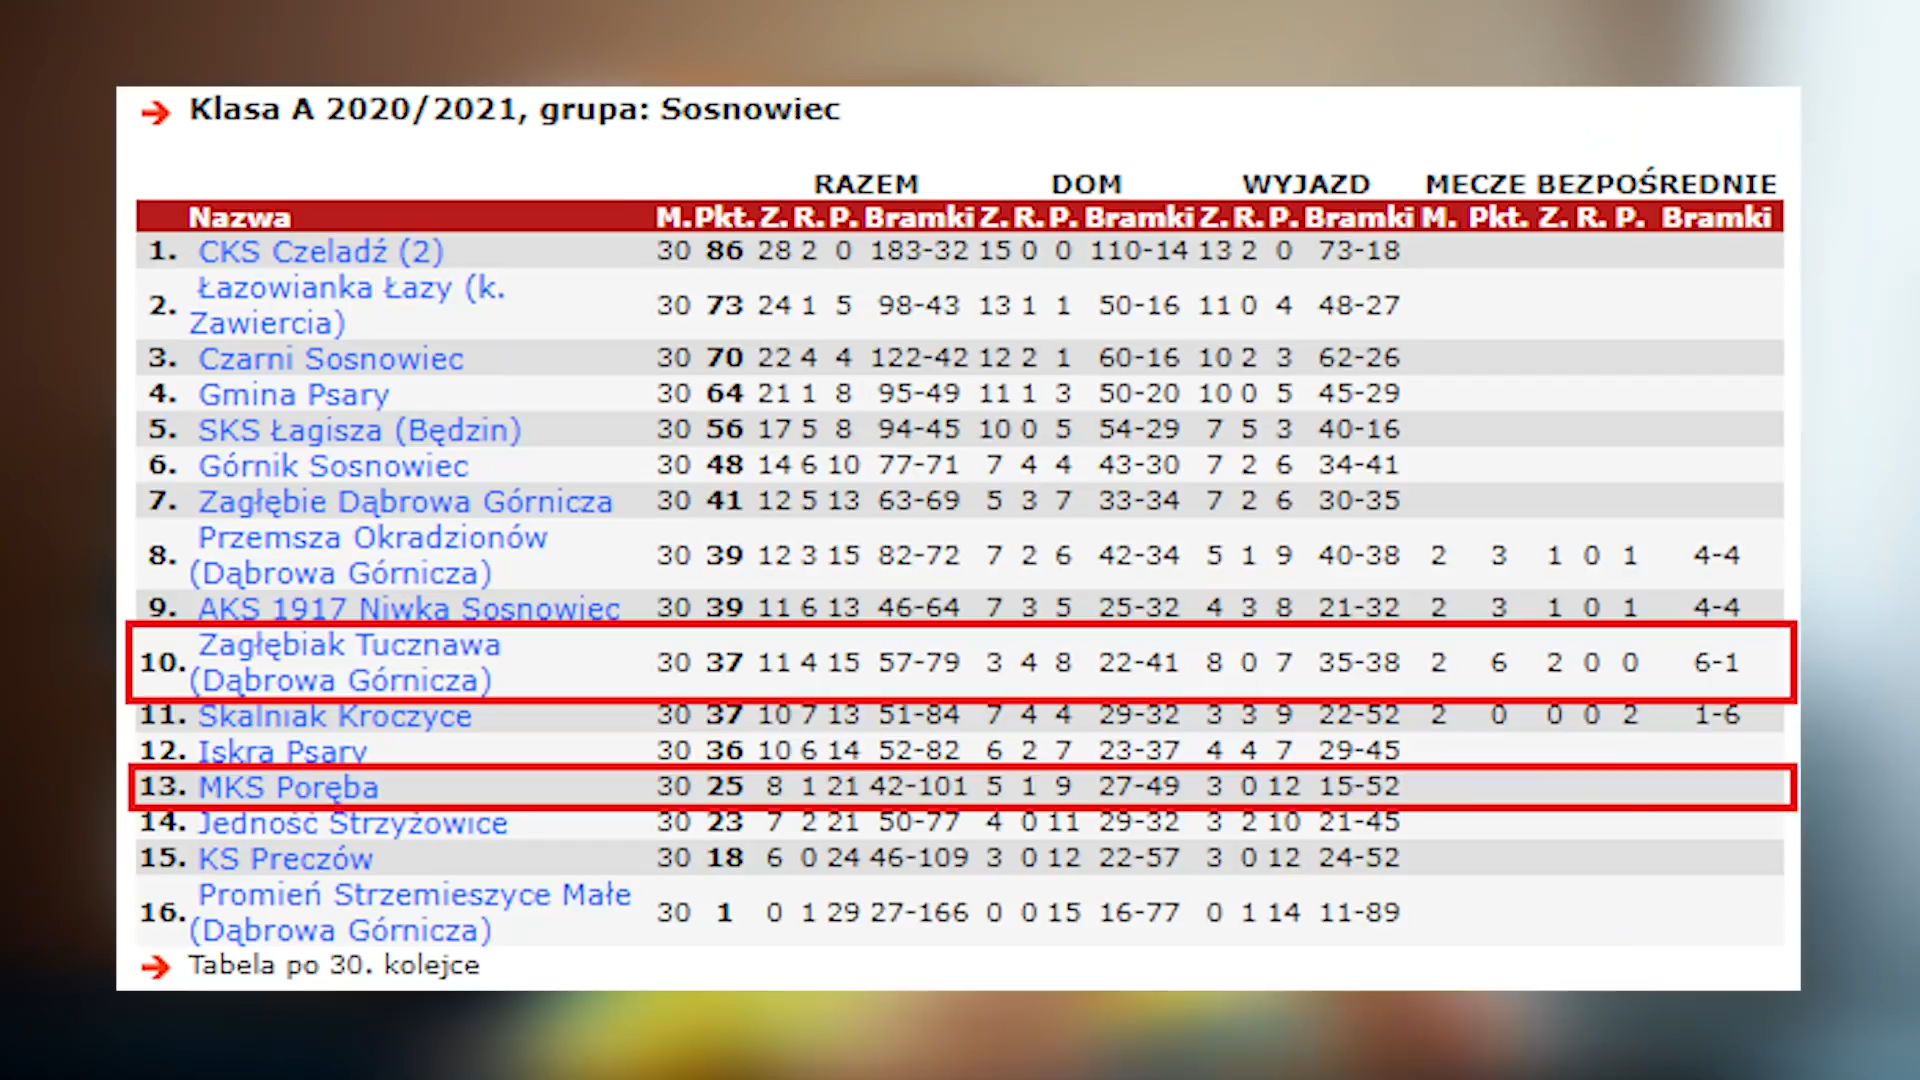 Klasa A 2020/2021, grupa: Sosnowiec
RAZEM DOM WYJAZD MECZE BEZPOŚREDNIE
Nazwa M. Pkt. Z. R. P. Bramki Z. R. P. Bramki Z. R. P. Bramki M. Pkt. Z. R. P. Bramki
1. CKS Czeladź (2) 30 86 28 2 0 183-32 15 0 0 110-14 13 2 0 73-18
Łazowianka Łazy (k.
2. Zawiercia) 30 73 24 1 5 98-43 13 1 1 50-16 11 0 4 48-27
3. Czarni Sosnowiec 30 70 22 4 4 122-42 12 2 1 60-16 10 2 3 62-26
4. Gmina Psary 30 64 21 1 8 95-49 11 1 3 50-20 10 0 5 45-29
5. SKS Łagisza (Będzin) 30 56 17 5 8 94-45 10 0 5 54-29 7 5 3 40-16
6. Górnik Sosnowiec 30 48 14 6 10 77-71 7 4 4 43-30 7 2 6 34-41
7. Zagłębie Dąbrowa Górnicza 30 41 12 5 13 63-69 5 3 7 33-34 7 2 6 30-35
Przemsza Okradzionów
8. (Dąbrowa Górnicza) 30 39 12 3 15 82-72 7 2 6 42-34 5 1 9 40-38 2 3 1 0 1 4-4
9. AKS 1917 Niwka Sosnowiec 30 39 11 6 13 46-64 7 3 5 25-32 4 3 8 21-32 2 3 1 0 1 4-4
Zagłębiak Tucznawa
10. (Dąbrowa Górnicza) 30 37 11 4 15 57-79 3 4 8 22-41 8 0 7 35-38 2 6 2 0 0 6-1
11. Skalniak Kroczyce 30 37 10 7 13 51-84 7 4 4 29-32 3 3 9 22-52 2 0 0 0 2 1-6
12. Iskra Psary 30 36 10 6 14 52-82 6 2 7 23-37 4 4 7 29-45
13. MKS Poręba 30 25 8 1 21 42-101 5 1 9 27-49 3 0 12 15-52
14. Jedność Strzyżowice 30 23 7 2 21 50-77 4 0 11 29-32 3 2 10 21-45
15. KS Preczów 30 18 6 0 24 46-109 3 0 12 22-57 3 0 12 24-52
Promień Strzemieszyce Małe
16. (Dąbrowa Górnicza) 30 1 0 1 29 27-166 0 0 15 16-77 0 1 14 11-89
Tabela po 30. kolejce